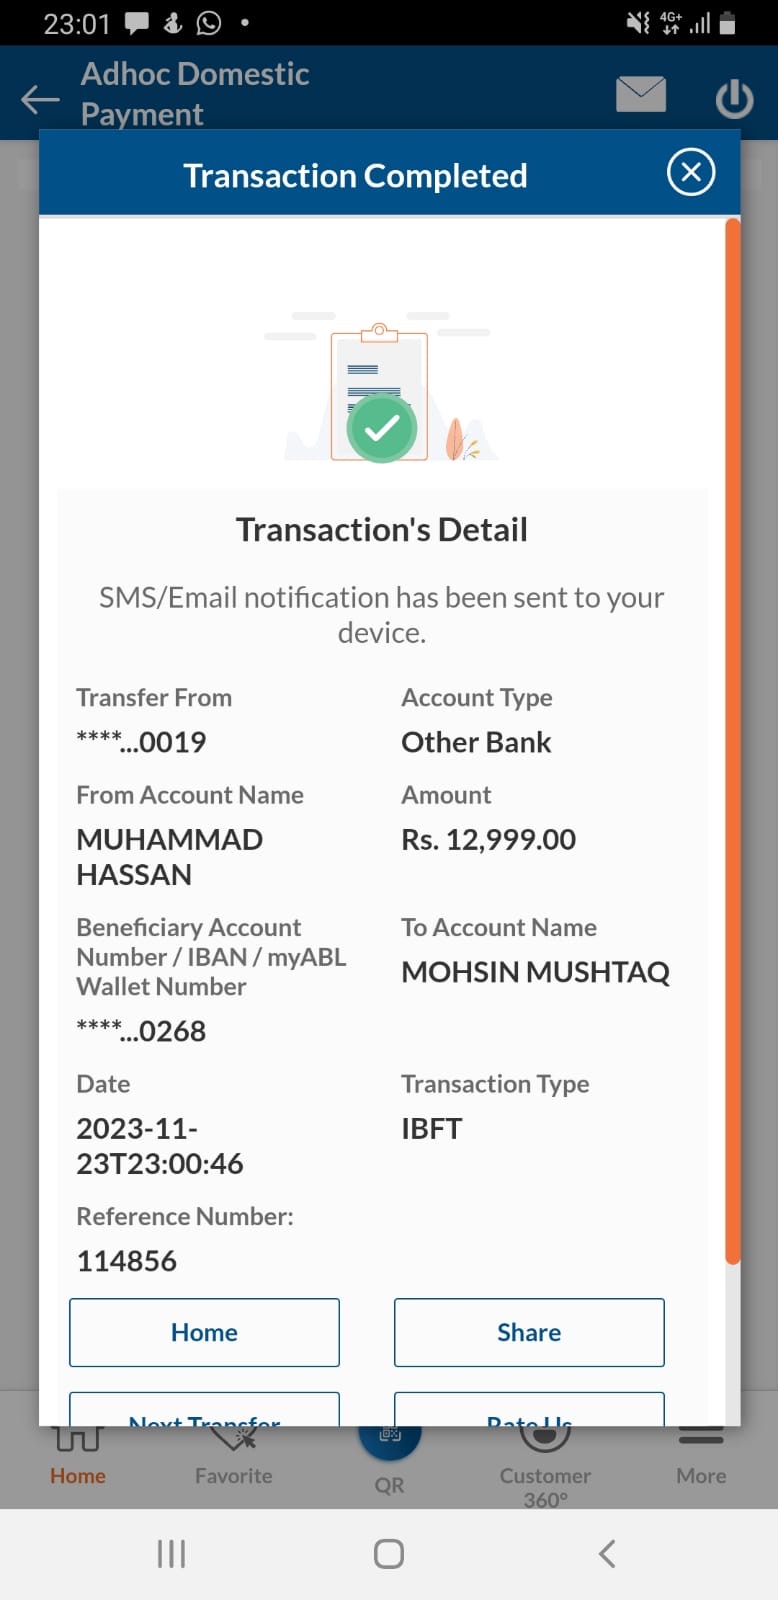 23:01
4G+
Adhoc Domestic
Payment
Transaction Completed
Transaction's Detail
SMS/Email notification has been sent to your
device.
Transfer From
****...0019
Account Type
Other Bank
From Account Name
MUHAMMAD
HASSAN
Amount
Rs. 12,999.00
Beneficiary Account
Number / IBAN / myABL
Wallet Number
****...0268
To Account Name
MOHSIN MUSHTAQ
Date
2023-11-
23T23:00:46
Transaction Type
IBFT
Reference Number:
114856
Home
Share
Next Transfer
Rate Us
Home
Favorite
QR
Customer
360°
More